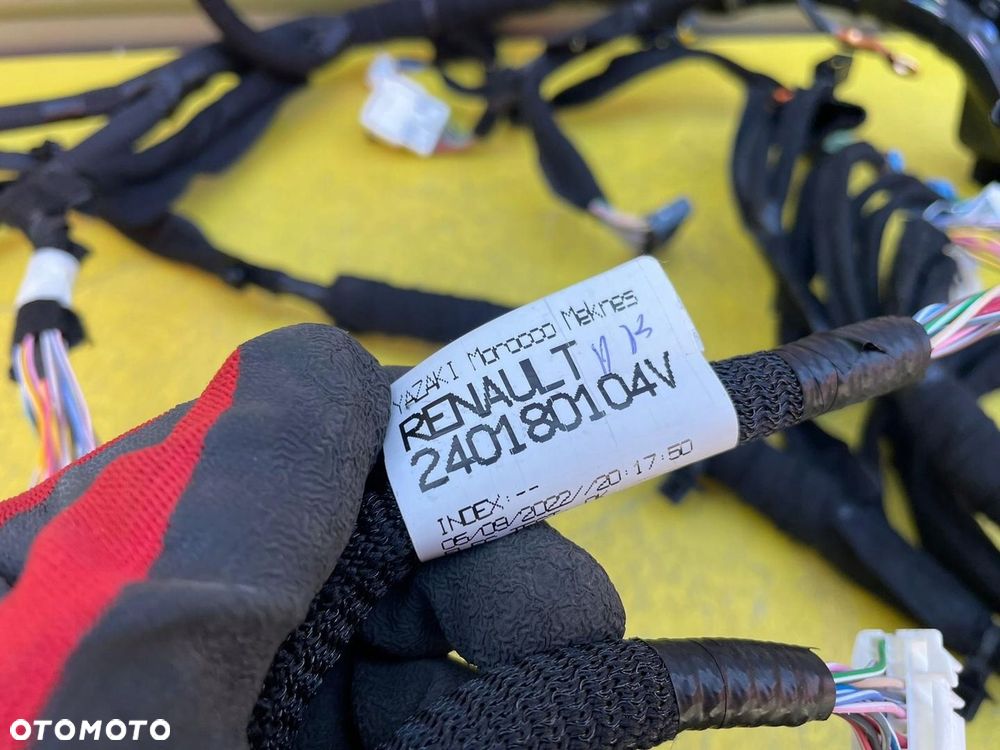 YAZAKI Morocco Meknes
RENAULT
240180104V
INDEX:--
06/09/2022//20:17:50
OTOMOTO